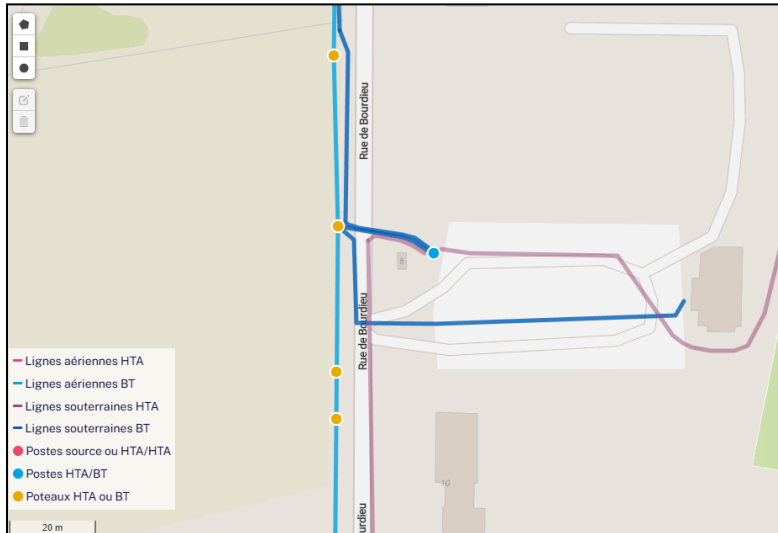 Rue de Bourdieu
6
Rue de Bourdieu
Lignes aériennes HTA
Lignes aériennes BT
Lignes souterraines HTA
Lignes souterraines BT
Postes source ou HTA/HTA
Postes HTA/BT
Poteaux HTA ou BT
10
20 m
rdieu